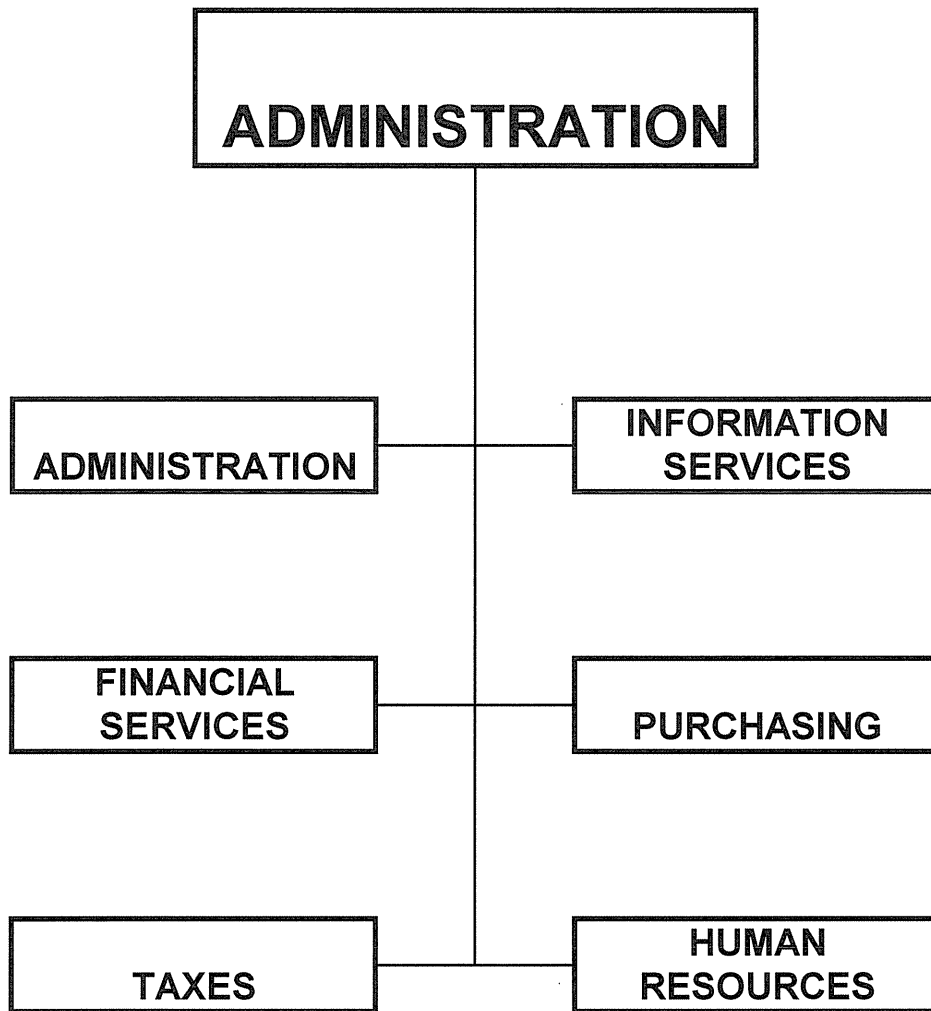 ADMINISTRATION
ADMINISTRATION
INFORMATION
SERVICES
FINANCIAL
SERVICES
PURCHASING
TAXES
HUMAN
RESOURCES